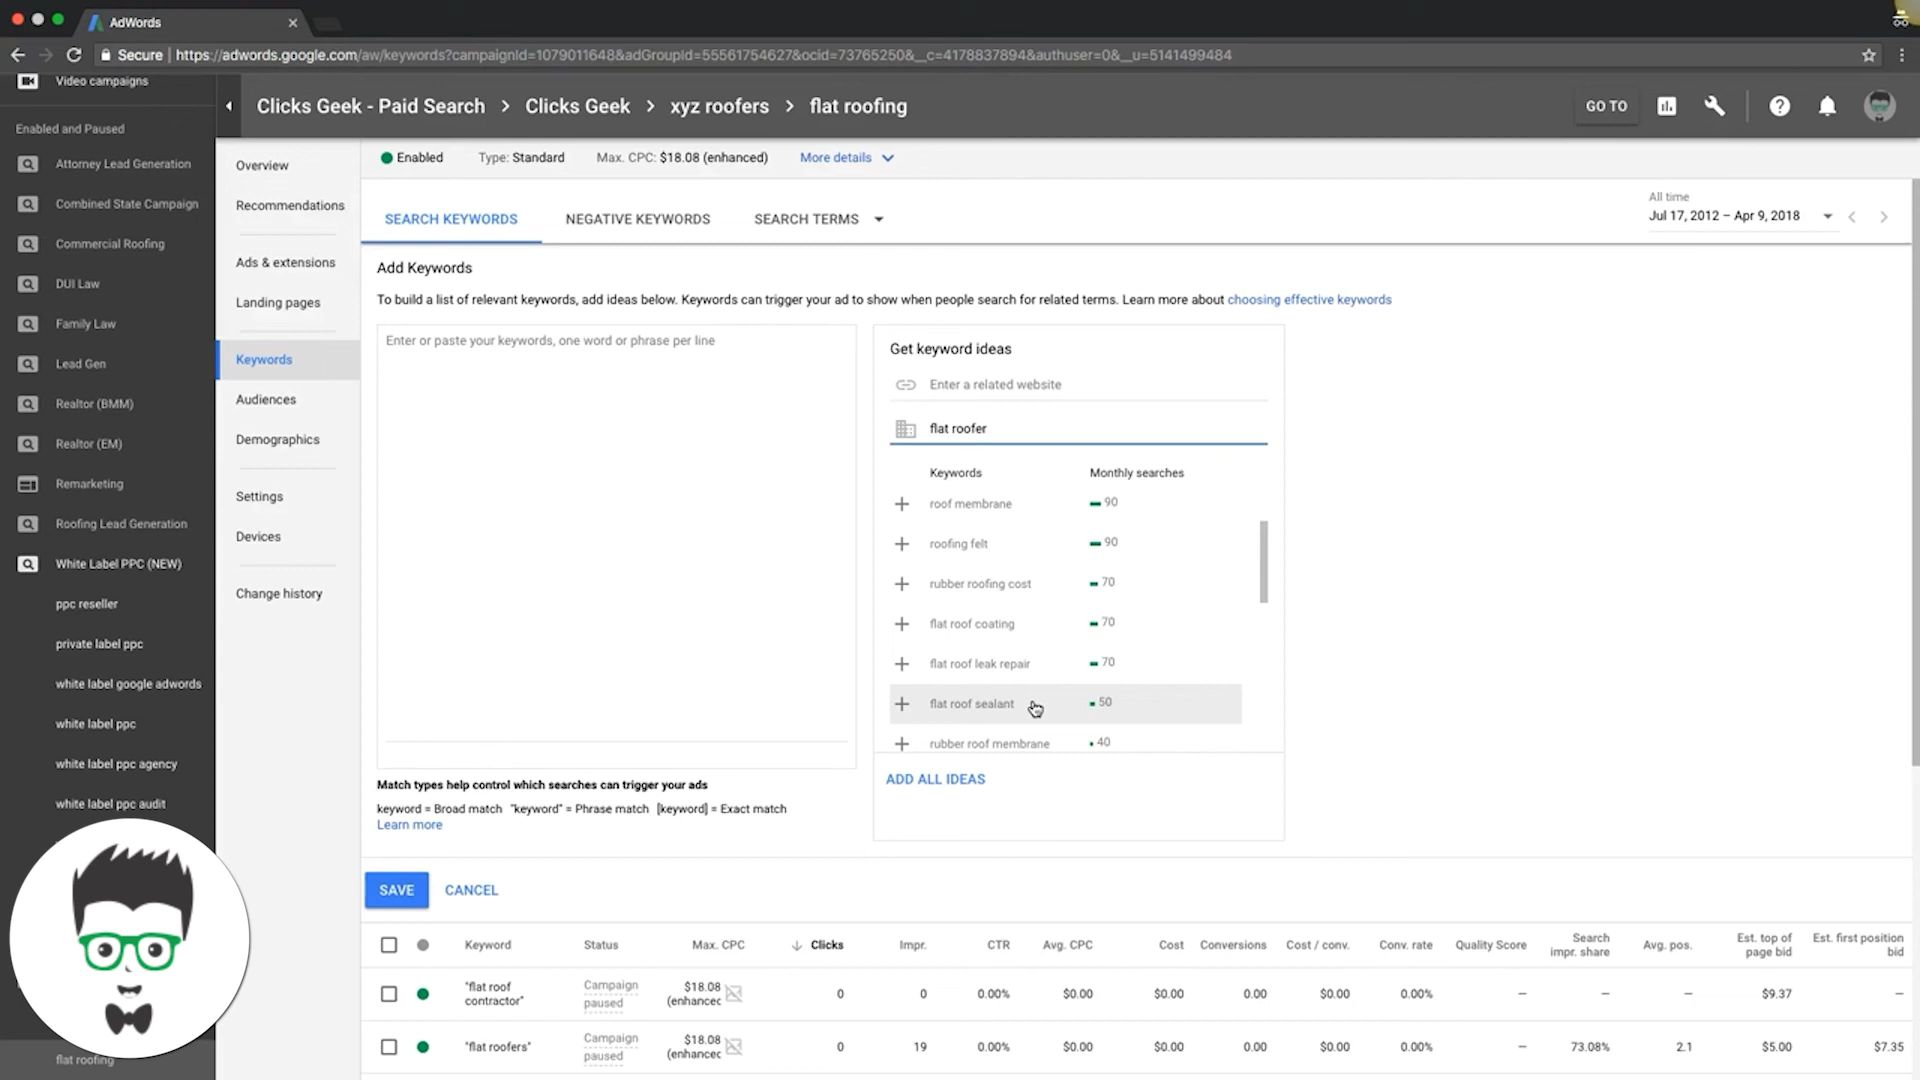 AdWords
Secure | https://adwords.google.com/aw/keywords?campaignId=1079011648&adGroupId=55561754627&ocid=73765250&__c=4178837894&authuser=0&__u=5141499484
Video campaigns
Clicks Geek - Paid Search > Clicks Geek > xyz roofers > flat roofing
GO TO
Enabled and Paused
Attorney Lead Generation
Combined State Campaign
Commercial Roofing
DUI Law
Family Law
Lead Gen
Realtor (BMM)
Realtor (EM)
Remarketing
Roofing Lead Generation
White Label PPC (NEW)
ppc reseller
private label ppc
white label google adwords
white label ppc
white label ppc agency
white label ppc audit
flat roofing
Overview
Recommendations
Ads & extensions
Landing pages
Keywords
Audiences
Demographics
Settings
Devices
Change history
Enabled Type: Standard Max. CPC: $18.08 (enhanced) More details
SEARCH KEYWORDS NEGATIVE KEYWORDS SEARCH TERMS
All time
Jul 17, 2012 – Apr 9, 2018
Add Keywords
To build a list of relevant keywords, add ideas below. Keywords can trigger your ad to show when people search for related terms. Learn more about choosing effective keywords
Enter or paste your keywords, one word or phrase per line
Get keyword ideas
Enter a related website
flat roofer
Keywords Monthly searches
roof membrane 90
roofing felt 90
rubber roofing cost 70
flat roof coating 70
flat roof leak repair 70
flat roof sealant 50
rubber roof membrane 40
ADD ALL IDEAS
Match types help control which searches can trigger your ads
keyword = Broad match "keyword" = Phrase match [keyword] = Exact match
Learn more
SAVE CANCEL
Keyword Status Max. CPC Clicks Impr. CTR Avg. CPC Cost Conversions Cost / conv. Conv. rate Quality Score Search impr. share Avg. pos. Est. top of page bid Est. first position bid
"flat roof contractor" Campaign paused $18.08 (enhancec 0 0 0.00% $0.00 $0.00 0.00 $0.00 0.00% — — — $9.37 —
"flat roofers" Campaign paused $18.08 (enhancec 0 19 0.00% $0.00 $0.00 0.00 $0.00 0.00% — 73.08% 2.1 $5.00 $7.35